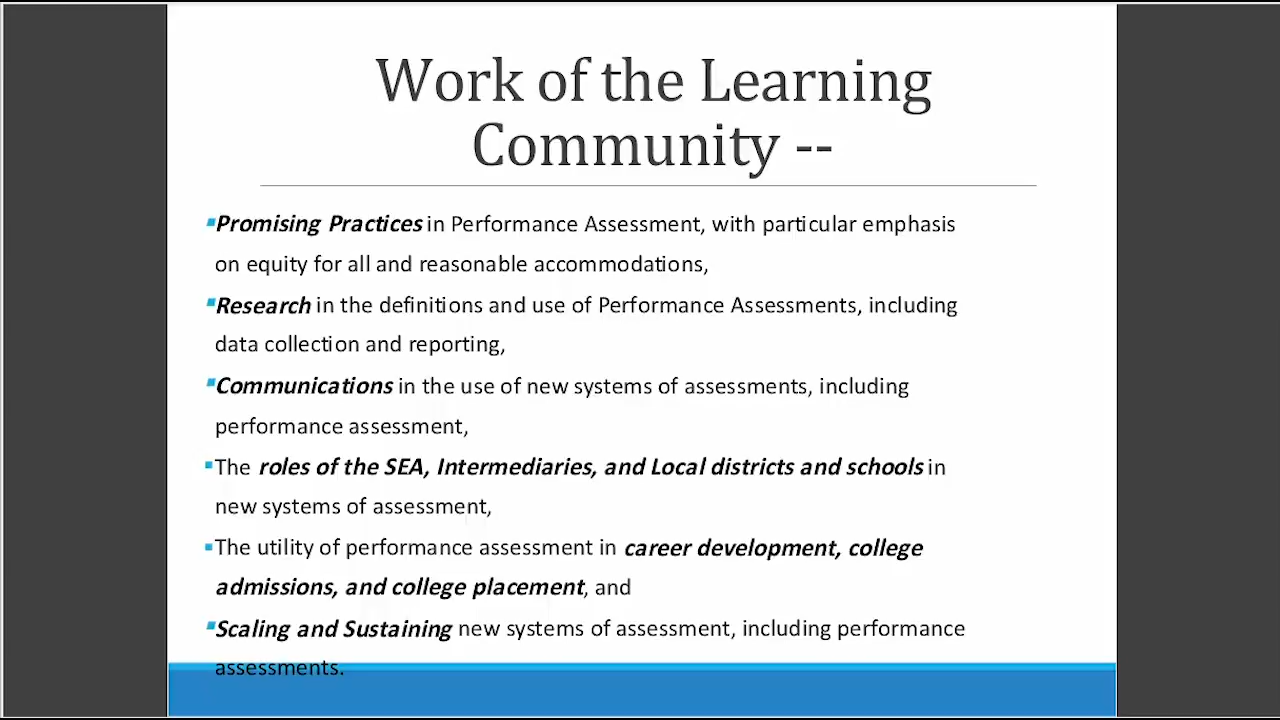 Work of the Learning
Community --
▪Promising Practices in Performance Assessment, with particular emphasis
on equity for all and reasonable accommodations,
▪Research in the definitions and use of Performance Assessments, including
data collection and reporting,
▪Communications in the use of new systems of assessments, including
performance assessment,
▪The roles of the SEA, Intermediaries, and Local districts and schools in
new systems of assessment,
▪The utility of performance assessment in career development, college
admissions, and college placement, and
▪Scaling and Sustaining new systems of assessment, including performance
assessments.